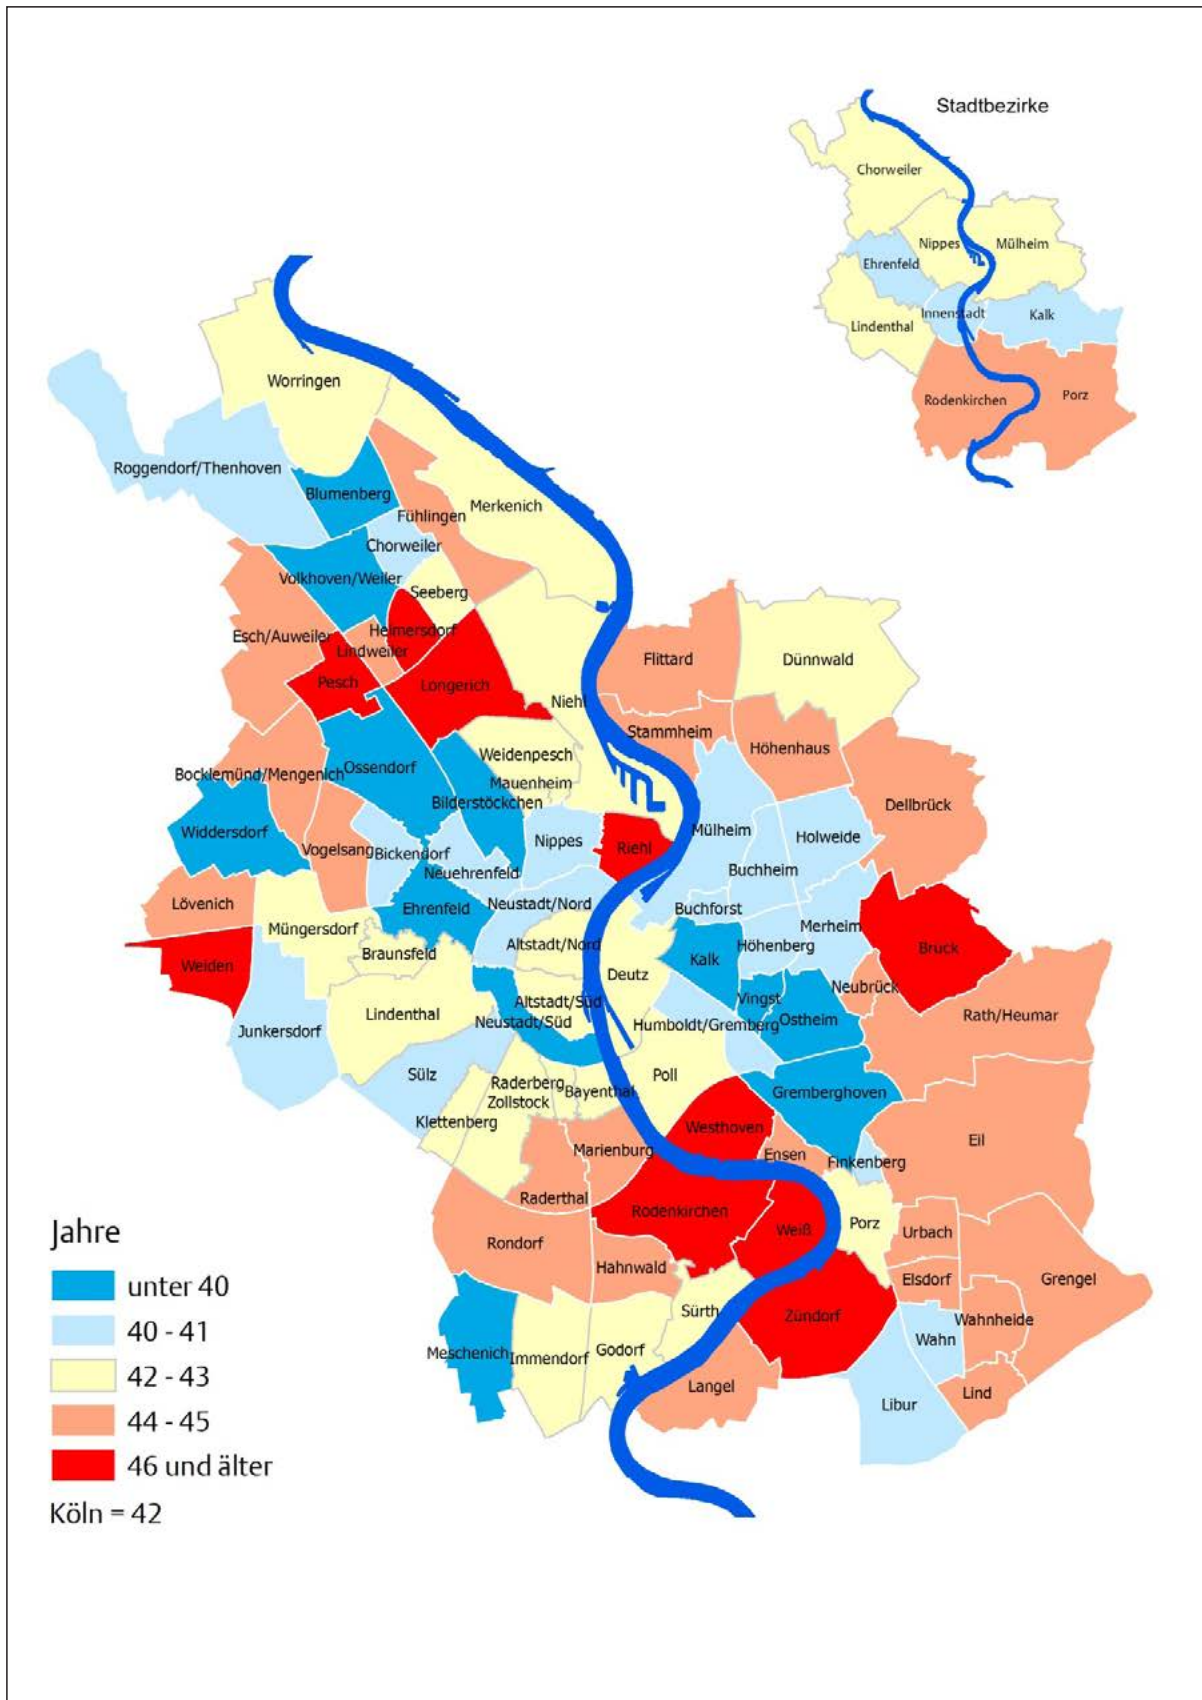 Stadtbezirke
Chorweiler
Nippes
Mülheim
Ehrenfeld
Innenstadt
Kalk
Lindenthal
Rodenkirchen
Porz
Worringen
Roggendorf/Thenhoven
Blumenberg
Merkenich
Fühlingen
Chorweiler
Volkhoven/Weiler
Seeberg
Heimersdorf
Esch/Auweiler
Lindweiler
Pesch
Longerich
Flittard
Dünnwald
Niehl
Stammheim
Höhenhaus
Weidenpesch
Bocklemünd/Mengenich
Ossendorf
Mauenheim
Bilderstöckchen
Dellbrück
Widdersdorf
Mülheim
Holweide
Vogelsang
Bickendorf
Nippes
Riehl
Buchheim
Neuehrenfeld
Lövenich
Ehrenfeld
Neustadt/Nord
Buchforst
Müngersdorf
Merheim
Braunsfeld
Altstadt/Nord
Höhenberg
Brück
Weiden
Deutz
Kalk
Neubrück
Vingst
Lindenthal
Altstadt/Süd
Rath/Heumar
Junkersdorf
Neustadt/Süd
Humboldt/Gremberg
Ostheim
Sülz
Raderberg
Poll
Zollstock
Bayenthal
Gremberghoven
Klettenberg
Westhoven
Eil
Marienburg
Ensen
Finkenberg
Raderthal
Rodenkirchen
Weiß
Porz
Urbach
Rondorf
Hahnwald
Elsdorf
Grengel
Sürth
Zündorf
Wahnheide
Wahn
Meschenich
Immendorf
Godorf
Langel
Lind
Libur
Jahre
unter 40
40 - 41
42 - 43
44 - 45
46 und älter
Köln = 42